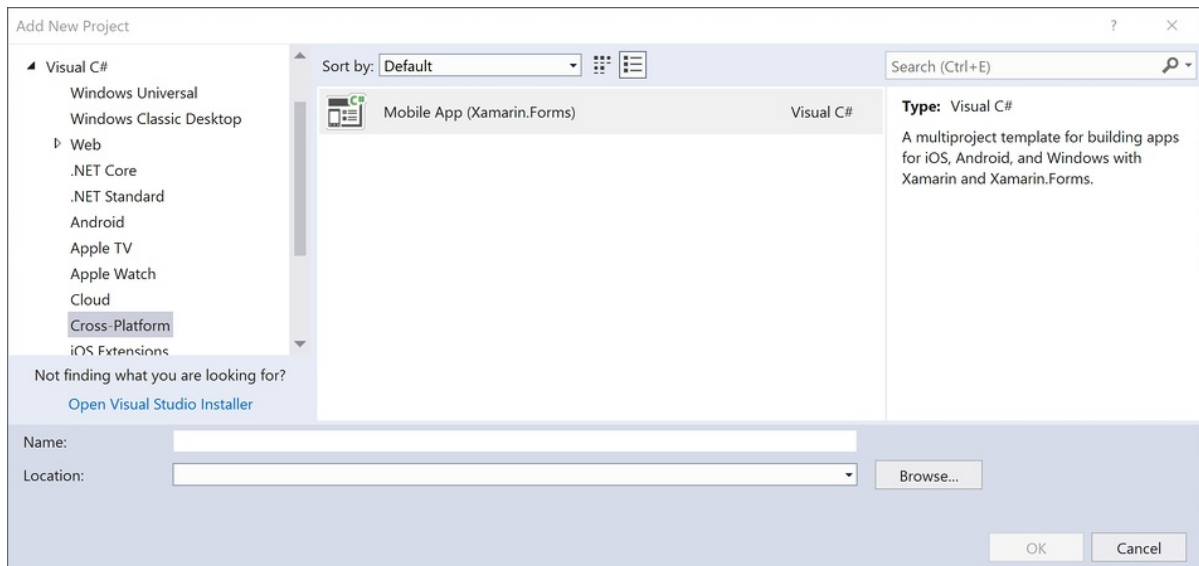 Add New Project
?
Visual C#
Windows Universal
Windows Classic Desktop
Web
.NET Core
.NET Standard
Android
Apple TV
Apple Watch
Cloud
Cross-Platform
iOS Extensions
Not finding what you are looking for?
Open Visual Studio Installer
Sort by: Default
C#
Mobile App (Xamarin.Forms) Visual C#
Search (Ctrl+E)
Type: Visual C#
A multiproject template for building apps
for iOS, Android, and Windows with
Xamarin and Xamarin.Forms.
Name:
Location:
Browse...
OK Cancel